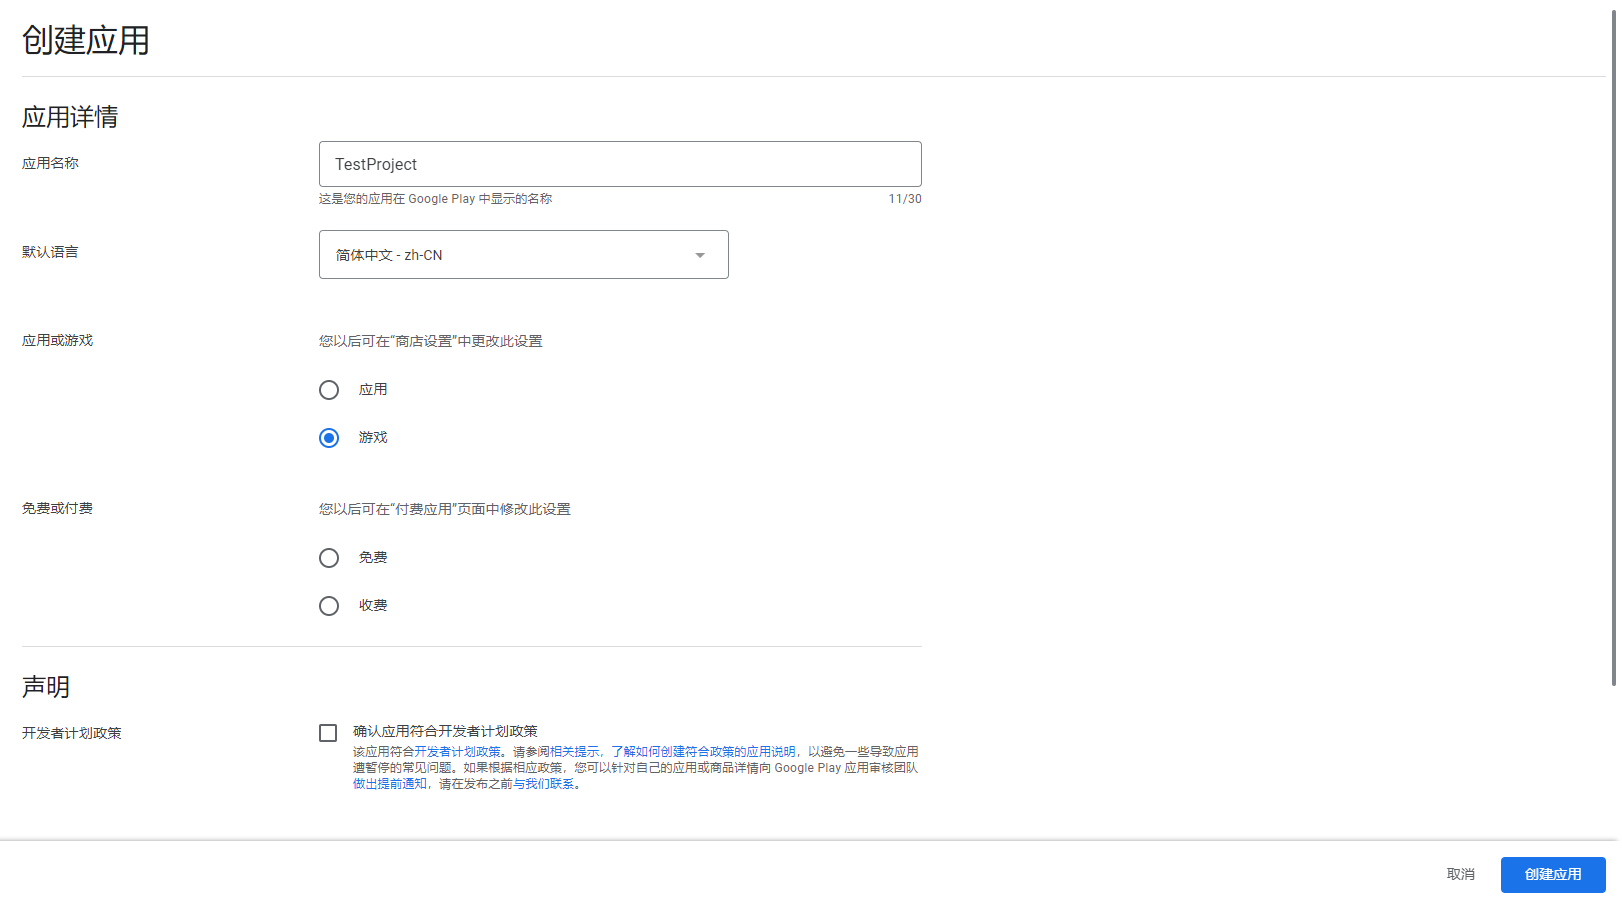 创建应用
应用详情
应用名称
TestProject
这是您的应用在 Google Play 中显示的名称
11/30
默认语言
简体中文 - zh-CN
应用或游戏
您以后可在“商店设置”中更改此设置
应用
游戏
免费或付费
您以后可在“付费应用”页面中修改此设置
免费
收费
声明
开发者计划政策
确认应用符合开发者计划政策
该应用符合开发者计划政策。请参阅相关提示，了解如何创建符合政策的应用说明，以避免一些导致应用
遭暂停的常见问题。如果根据相应政策，您可以针对自己的应用或商品详情向 Google Play 应用审核团队
做出提前通知，请在发布之前与我们联系。
取消
创建应用